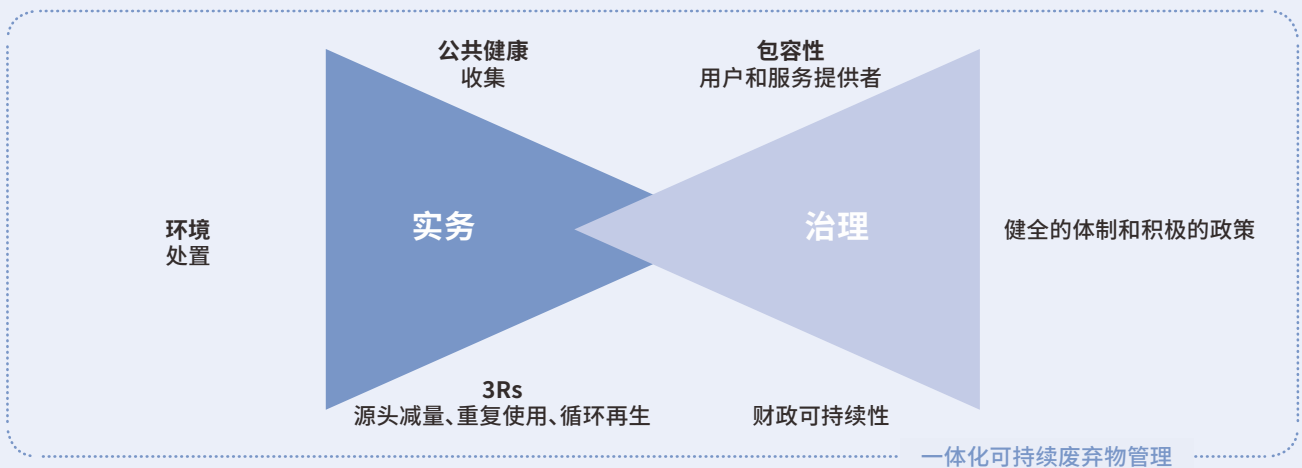 公共健康
收集
包容性
用户和服务提供者
环境
处置
实务
治理
健全的体制和积极的政策
3Rs
源头减量、重复使用、循环再生
财政可持续性
一体化可持续废弃物管理